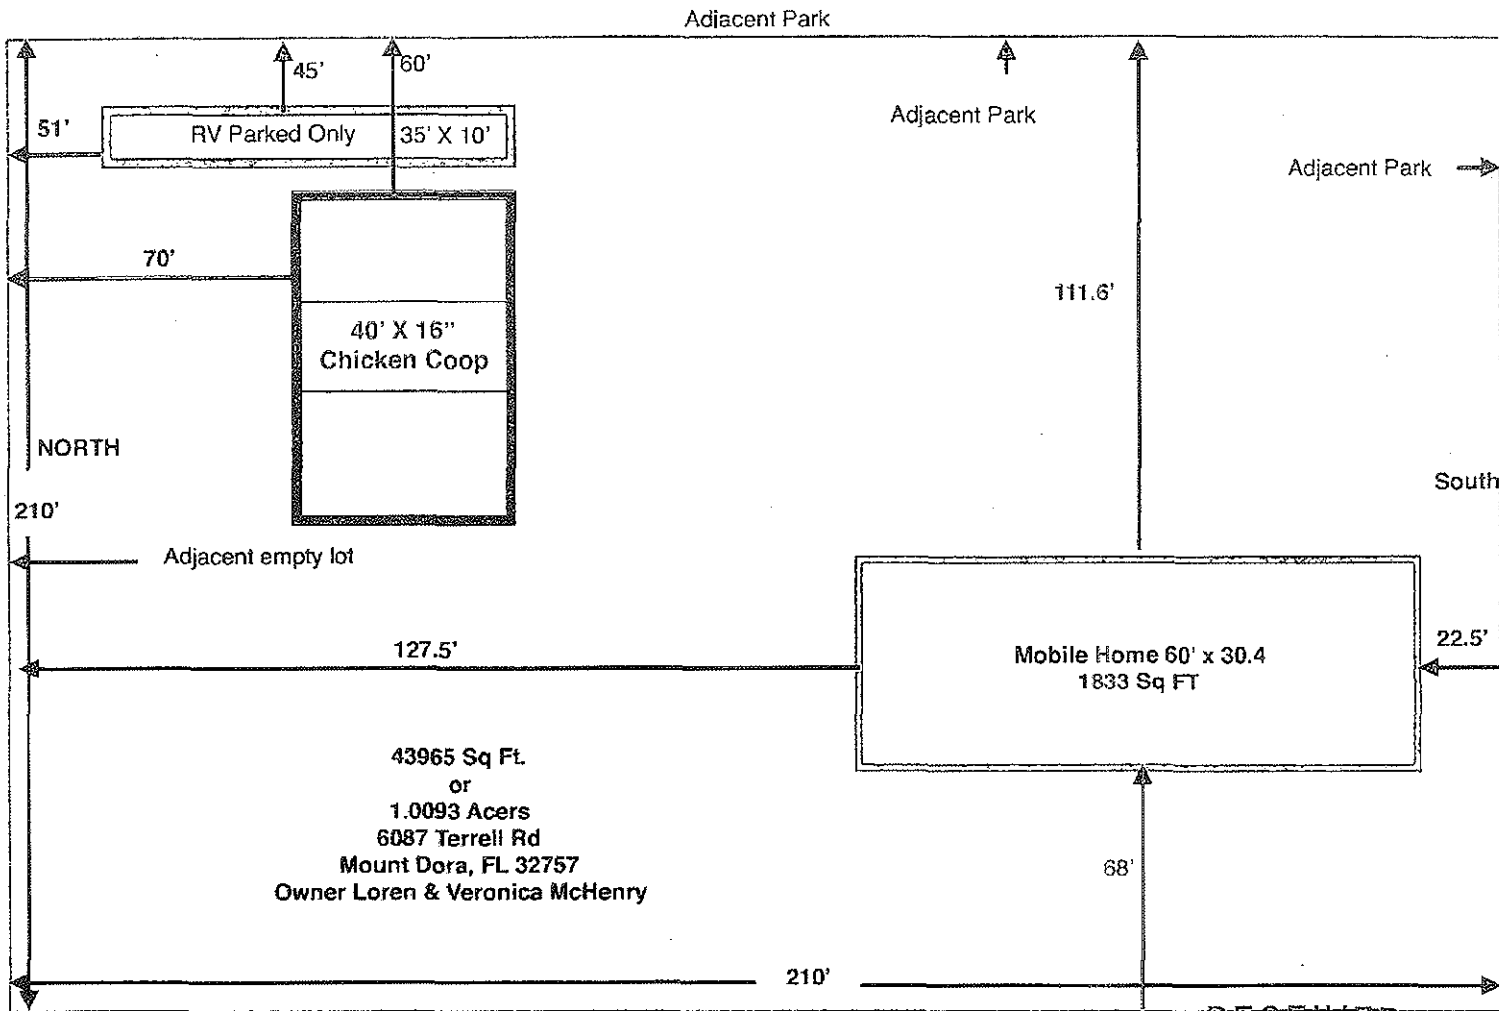 Adjacent Park
45'
60'
51'
RV Parked Only
35' X 10'
Adjacent Park
Adjacent Park
70'
111.6'
40' X 16"
Chicken Coop
NORTH
South
210'
Adjacent empty lot
127.5'
22.5'
Mobile Home 60' x 30.4
1833 Sq FT
43965 Sq Ft.
or
1.0093 Acers
6087 Terrell Rd
Mount Dora, FL 32757
Owner Loren & Veronica McHenry
68'
210'